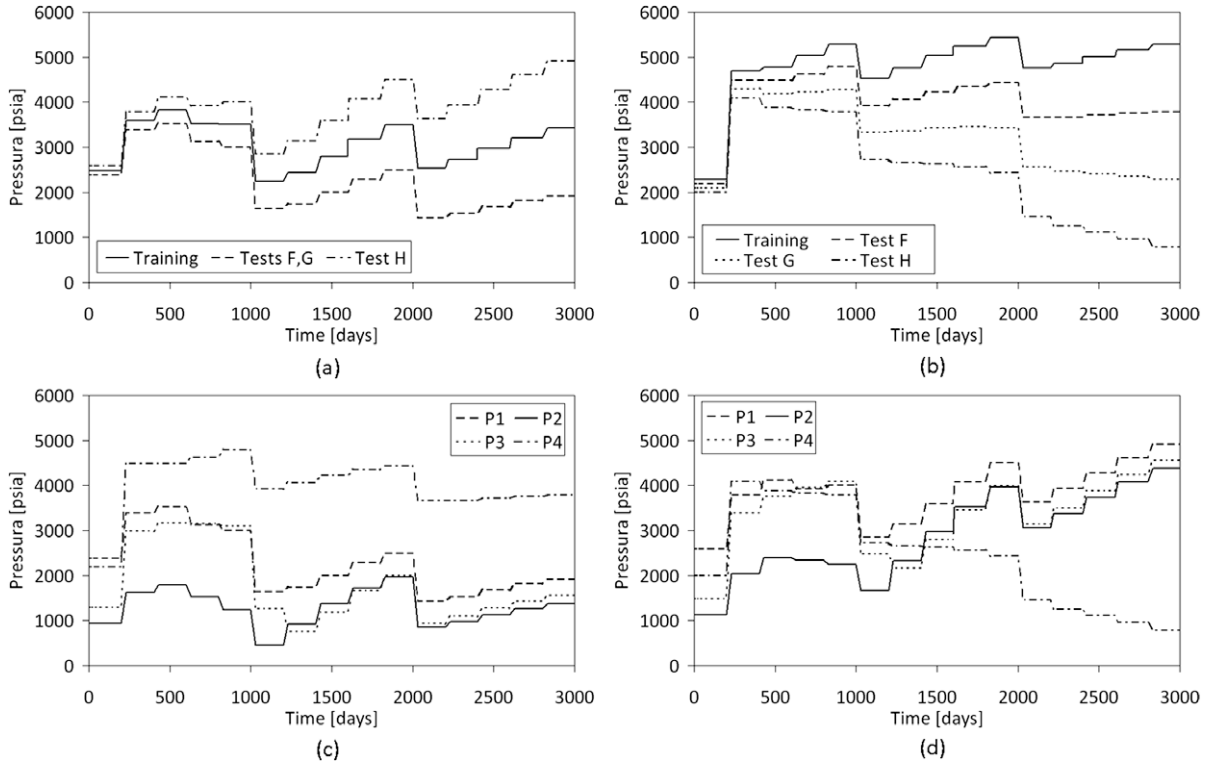 6000
5000
4000
3000
2000
1000
0
Pressura [psia]
Training Tests F,G Test H
0 500 1000 1500 2000 2500 3000
Time [days]
(a)
6000
5000
4000
3000
2000
1000
0
Pressura [psia]
Training Test F
Test G Test H
0 500 1000 1500 2000 2500 3000
Time [days]
(b)
6000
5000
4000
3000
2000
1000
0
Pressura [psia]
P1 P2
P3 P4
0 500 1000 1500 2000 2500 3000
Time [days]
(c)
6000
5000
4000
3000
2000
1000
0
Pressura [psia]
P1 P2
P3 P4
0 500 1000 1500 2000 2500 3000
Time [days]
(d)